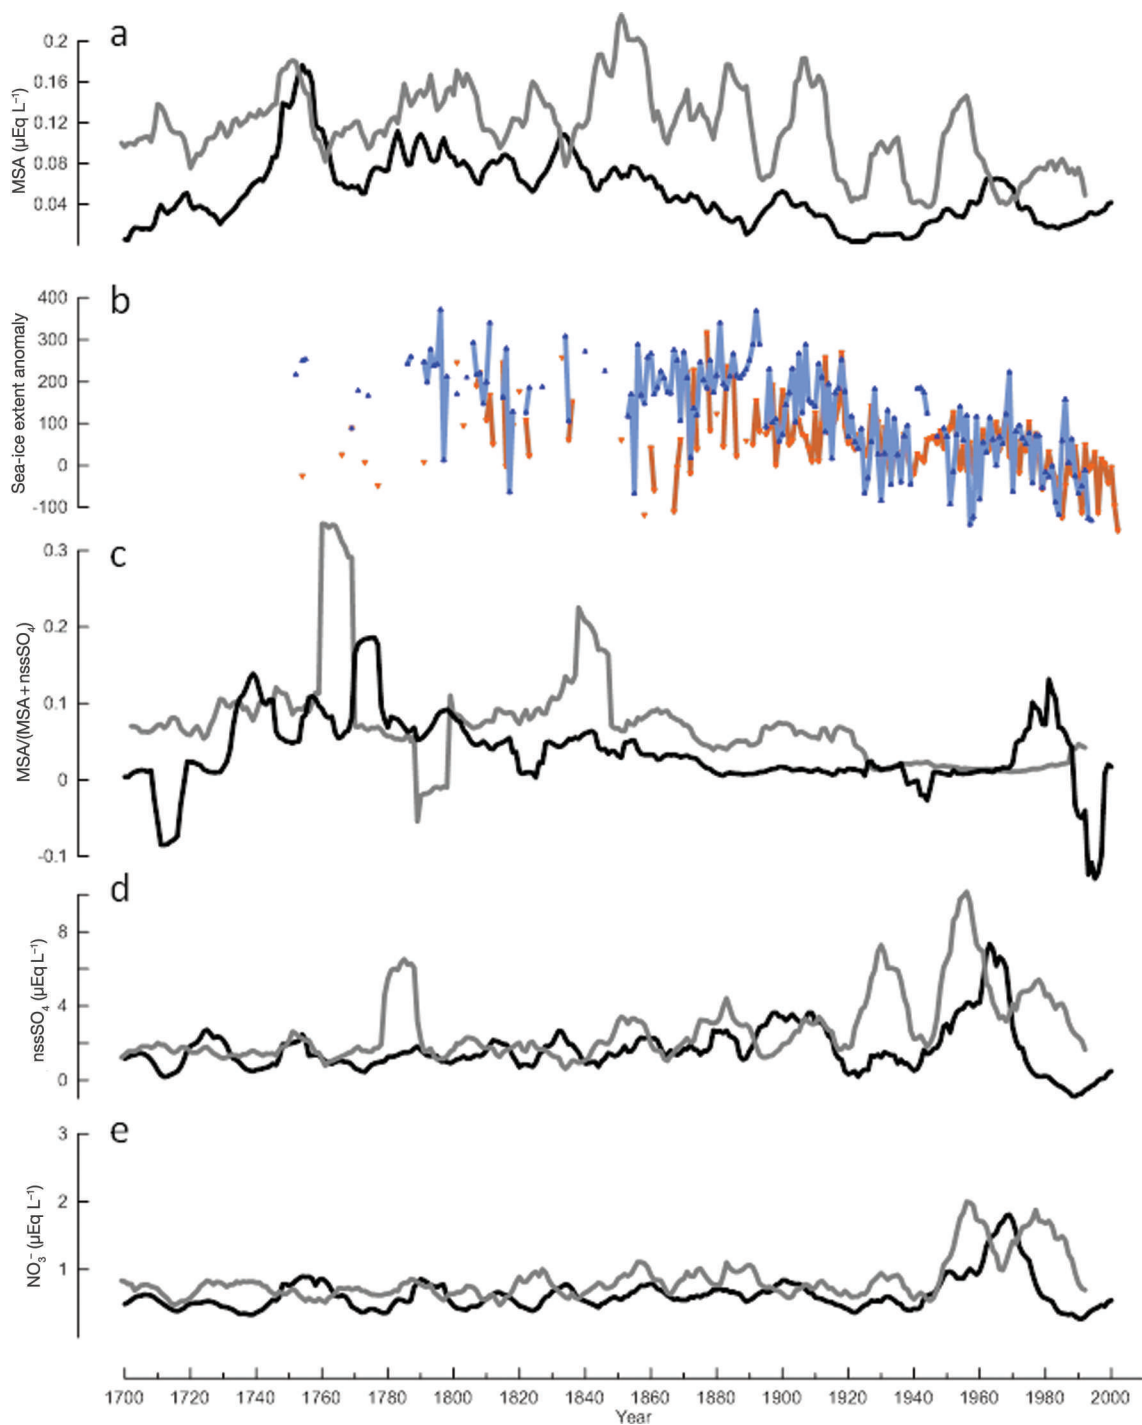 a
0.2
0.16
0.12
0.08
0.04
MSA (µEq L⁻¹)
b
400
300
200
100
0
-100
Sea-ice extent anomaly
c
0.3
0.2
0.1
0
-0.1
MSA/(MSA+nssSO₄)
d
8
4
0
nssSO₄ (µEq L⁻¹)
e
3
2
1
NO₃⁻ (µEq L⁻¹)
1700 1720 1740 1760 1780 1800 1820 1840 1860 1880 1900 1920 1940 1960 1980 2000
Year